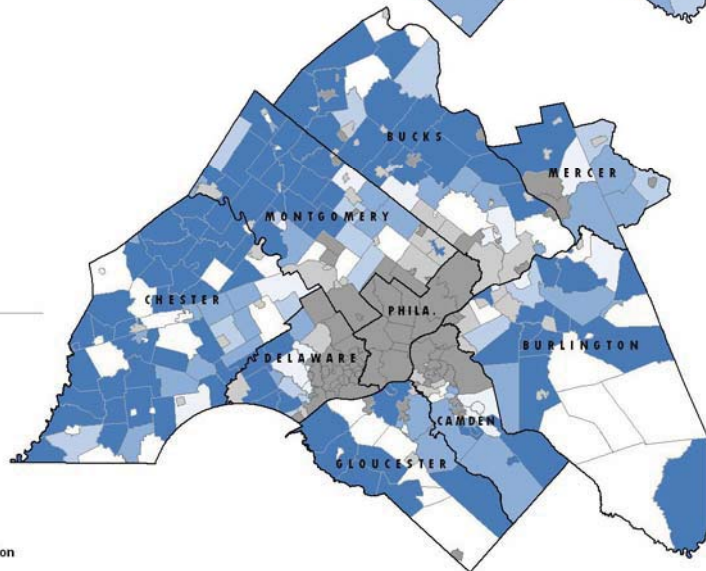 BUCKS
MERCER
MONTGOMERY
CHESTER
PHILA.
DELAWARE
BURLINGTON
CAMDEN
GLOUCESTER
on